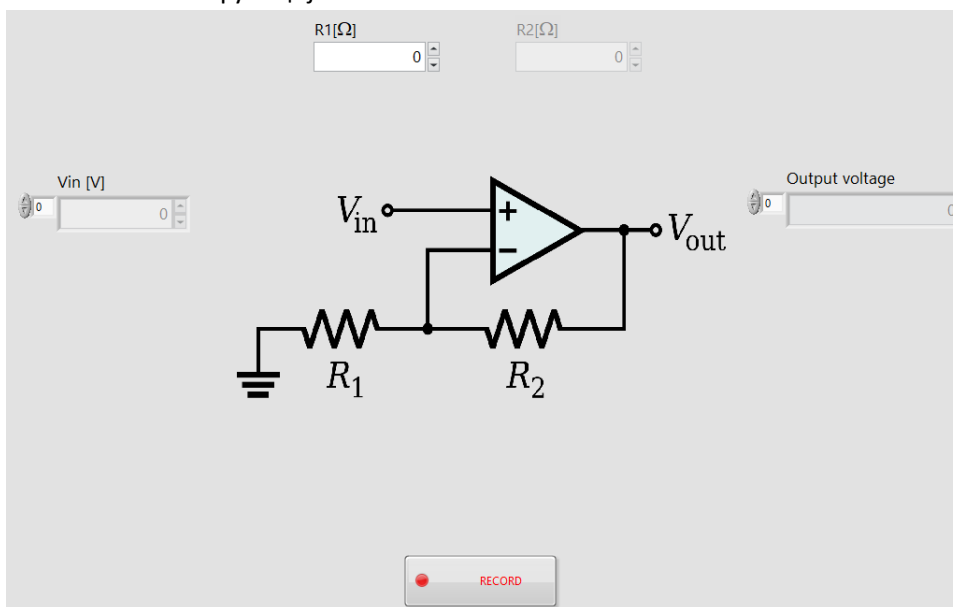 R1[Ω]
R2[Ω]
0
0
Vin [V]
0
0
Output voltage
0
0
Vin
+
−
Vout
R1
R2
RECORD